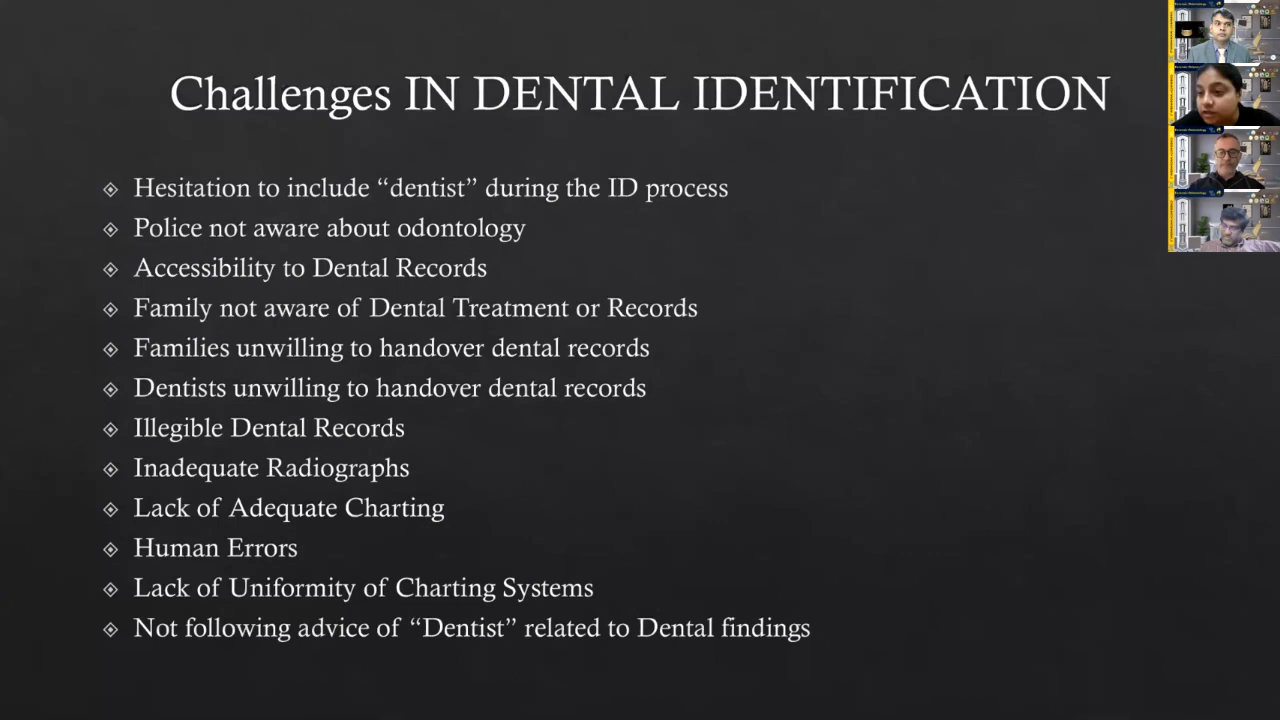 Challenges IN DENTAL IDENTIFICATION
Hesitation to include “dentist” during the ID process
Police not aware about odontology
Accessibility to Dental Records
Family not aware of Dental Treatment or Records
Families unwilling to handover dental records
Dentists unwilling to handover dental records
Illegible Dental Records
Inadequate Radiographs
Lack of Adequate Charting
Human Errors
Lack of Uniformity of Charting Systems
Not following advice of “Dentist” related to Dental findings